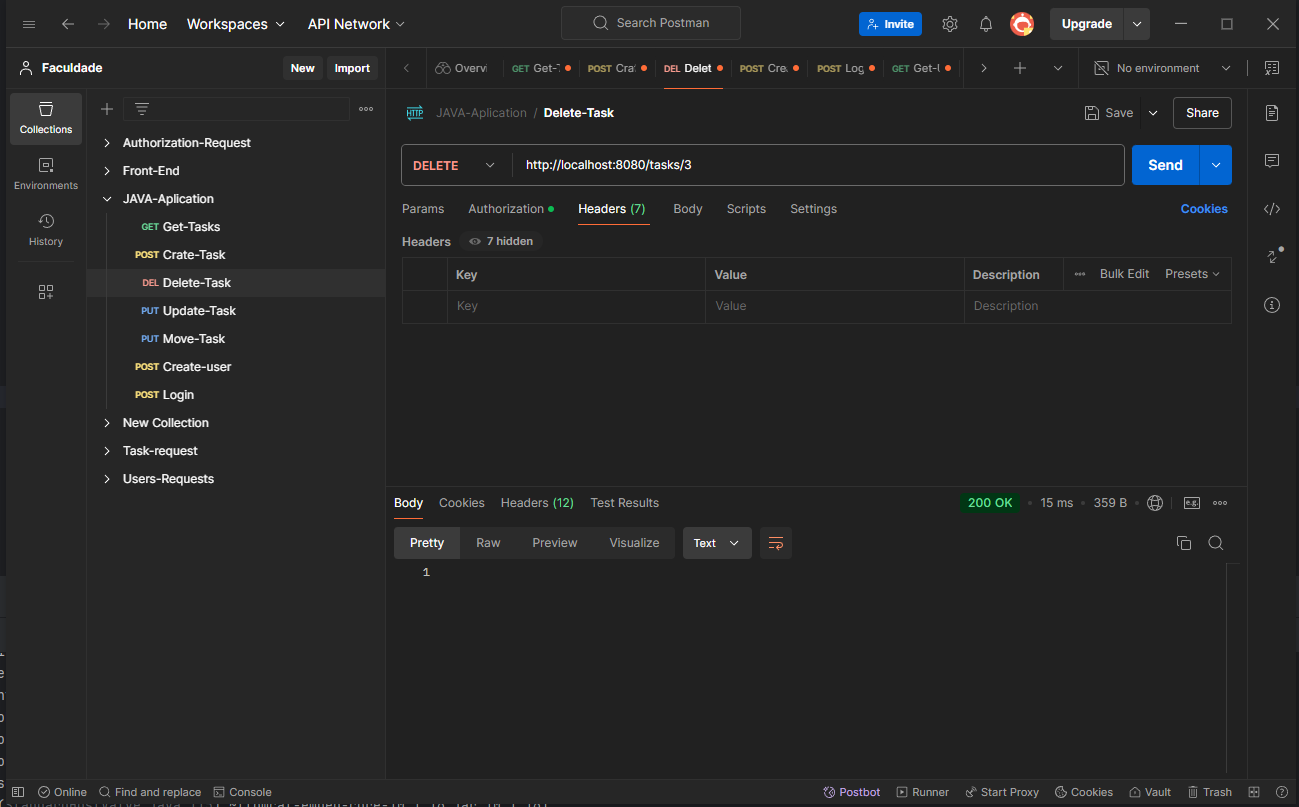 Home Workspaces API Network Search Postman Invite Upgrade
Faculdade New Import
Overvi GET Get-T POST Crat DEL Delet POST Crea POST Log GET Get-U No environment
Collections
Environments
History
Authorization-Request
Front-End
JAVA-Aplication
GET Get-Tasks
POST Crate-Task
DEL Delete-Task
PUT Update-Task
PUT Move-Task
POST Create-user
POST Login
New Collection
Task-request
Users-Requests
HTTP JAVA-Aplication / Delete-Task Save Share
DELETE http://localhost:8080/tasks/3 Send
Params Authorization Headers (7) Body Scripts Settings Cookies
Headers 7 hidden
Key Value Description Bulk Edit Presets
Key Value Description
Body Cookies Headers (12) Test Results 200 OK 15 ms 359 B e.g.
Pretty Raw Preview Visualize Text
1
Online Find and replace Console Postbot Runner Start Proxy Cookies Vault Trash